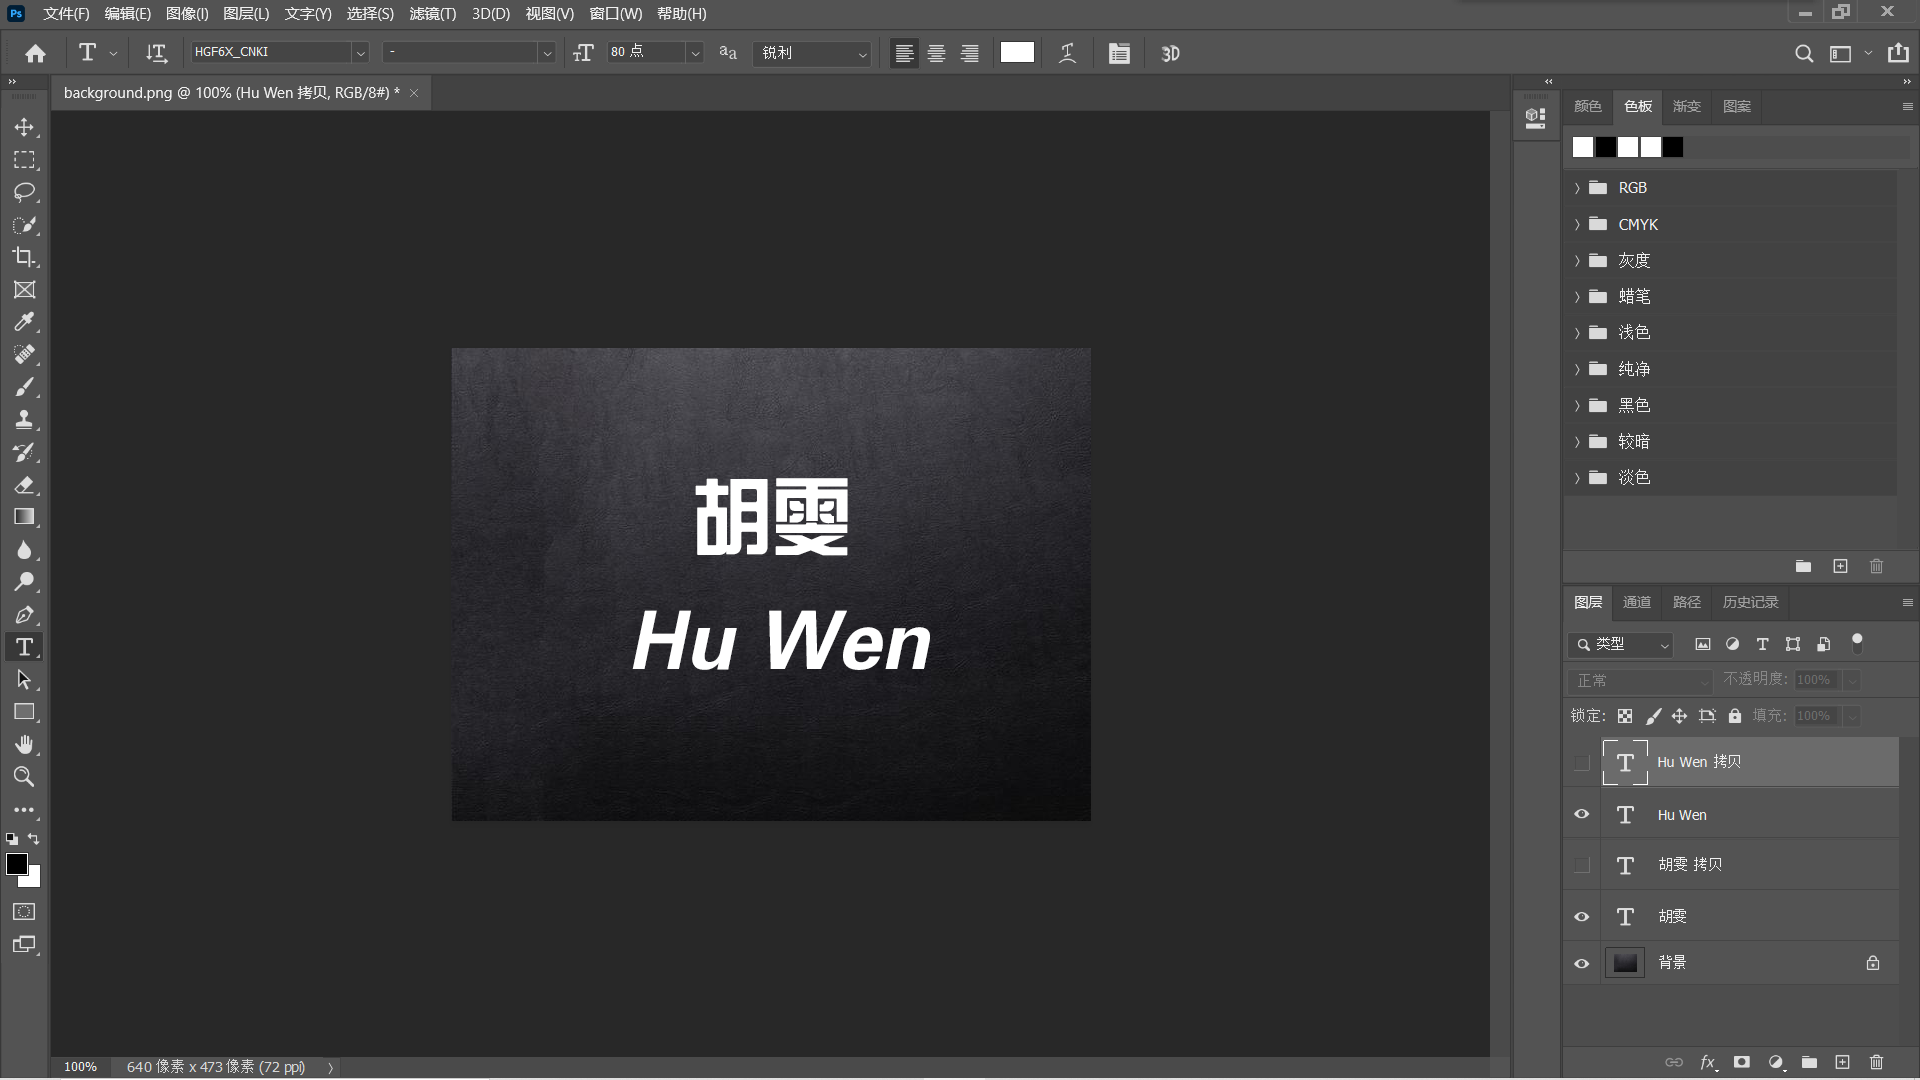 Ps 文件(F) 编辑(E) 图像(I) 图层(L) 文字(Y) 选择(S) 滤镜(T) 3D(D) 视图(V) 窗口(W) 帮助(H)
T HGF6X_CNKI - 80 点 锐利 3D
background.png @ 100% (Hu Wen 拷贝, RGB/8#) * ×
颜色 色板 渐变 图案
RGB
CMYK
灰度
蜡笔
浅色
纯净
黑色
较暗
淡色
胡雯
Hu Wen
图层 通道 路径 历史记录
类型
正常 不透明度: 100%
锁定: 填充: 100%
Hu Wen 拷贝
Hu Wen
胡雯 拷贝
胡雯
背景
fx
100% 640 像素 x 473 像素 (72 ppi)